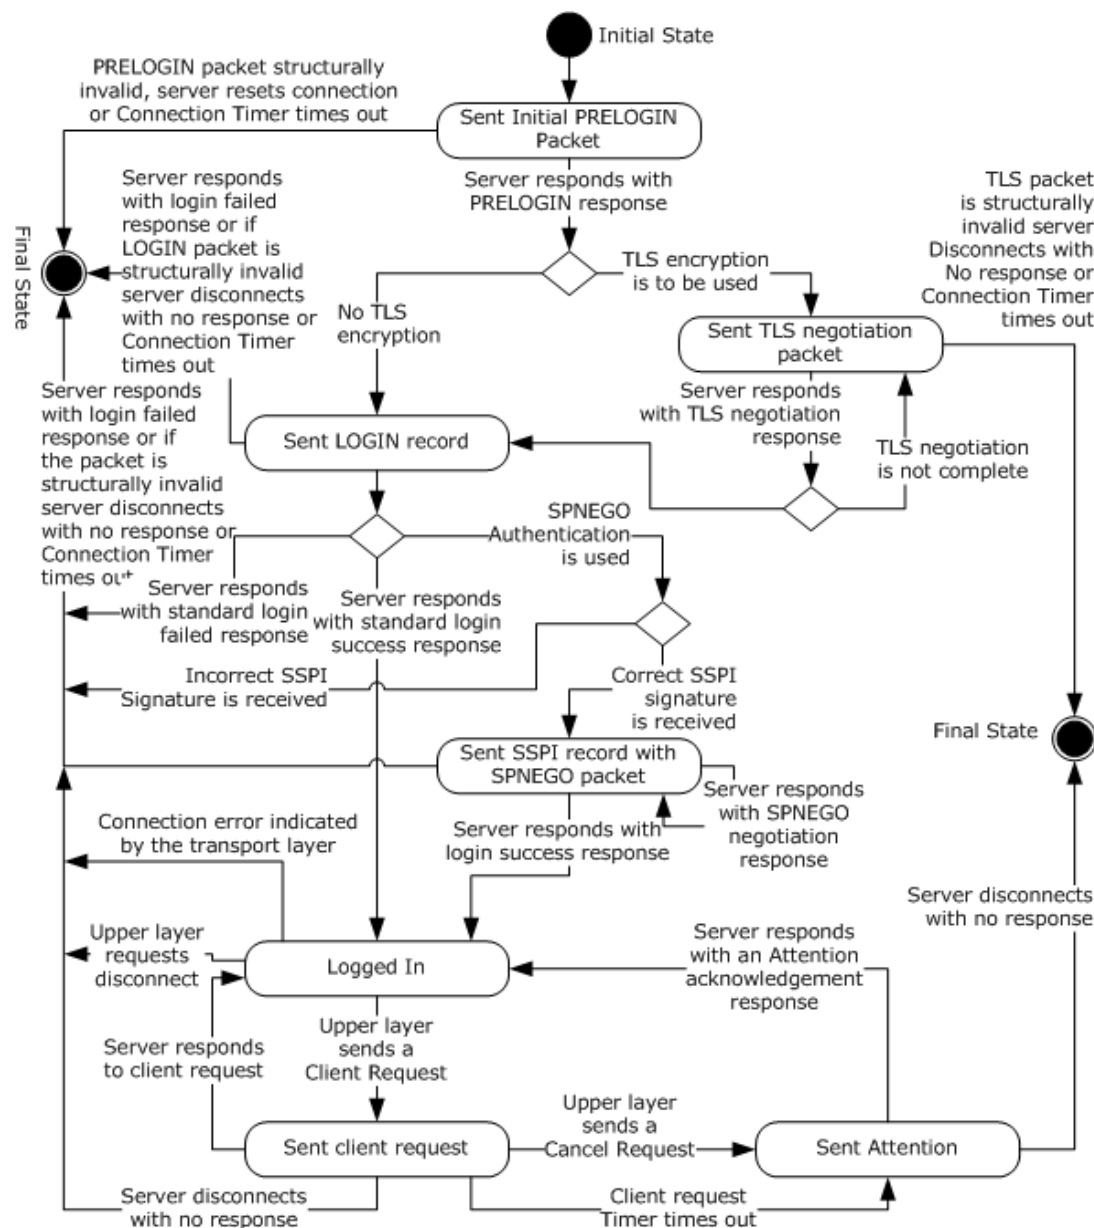 Initial State
PRELOGIN packet structurally
invalid, server resets connection
or Connection Timer times out
Sent Initial PRELOGIN
Packet
Server responds with
PRELOGIN response
Server responds
with login failed
response or if
LOGIN packet is
structurally invalid
server disconnects
with no response or
Connection Timer
times out
Final State
TLS packet
is structurally
invalid server
Disconnects with
No response or
Connection Timer
times out
TLS encryption
is to be used
No TLS
encryption
Sent TLS negotiation
packet
Server responds
with TLS negotiation
response
TLS negotiation
is not complete
Sent LOGIN record
Server responds
with login failed
response or if
the packet is
structurally invalid
server disconnects
with no response or
Connection Timer
times out
SPNEGO
Authentication
is used
Server responds
with standard login
failed response
Server responds
with standard login
success response
Incorrect SSPI
Signature is received
Correct SSPI
signature
is received
Final State
Sent SSPI record with
SPNEGO packet
Server responds
with SPNEGO
negotiation
response
Server responds with
login success response
Connection error indicated
by the transport layer
Server disconnects
with no response
Upper layer
requests
disconnect
Logged In
Server responds
with an Attention
acknowledgement
response
Server responds
to client request
Upper layer
sends a
Client Request
Upper layer
sends a
Cancel Request
Sent client request
Sent Attention
Server disconnects
with no response
Client request
Timer times out